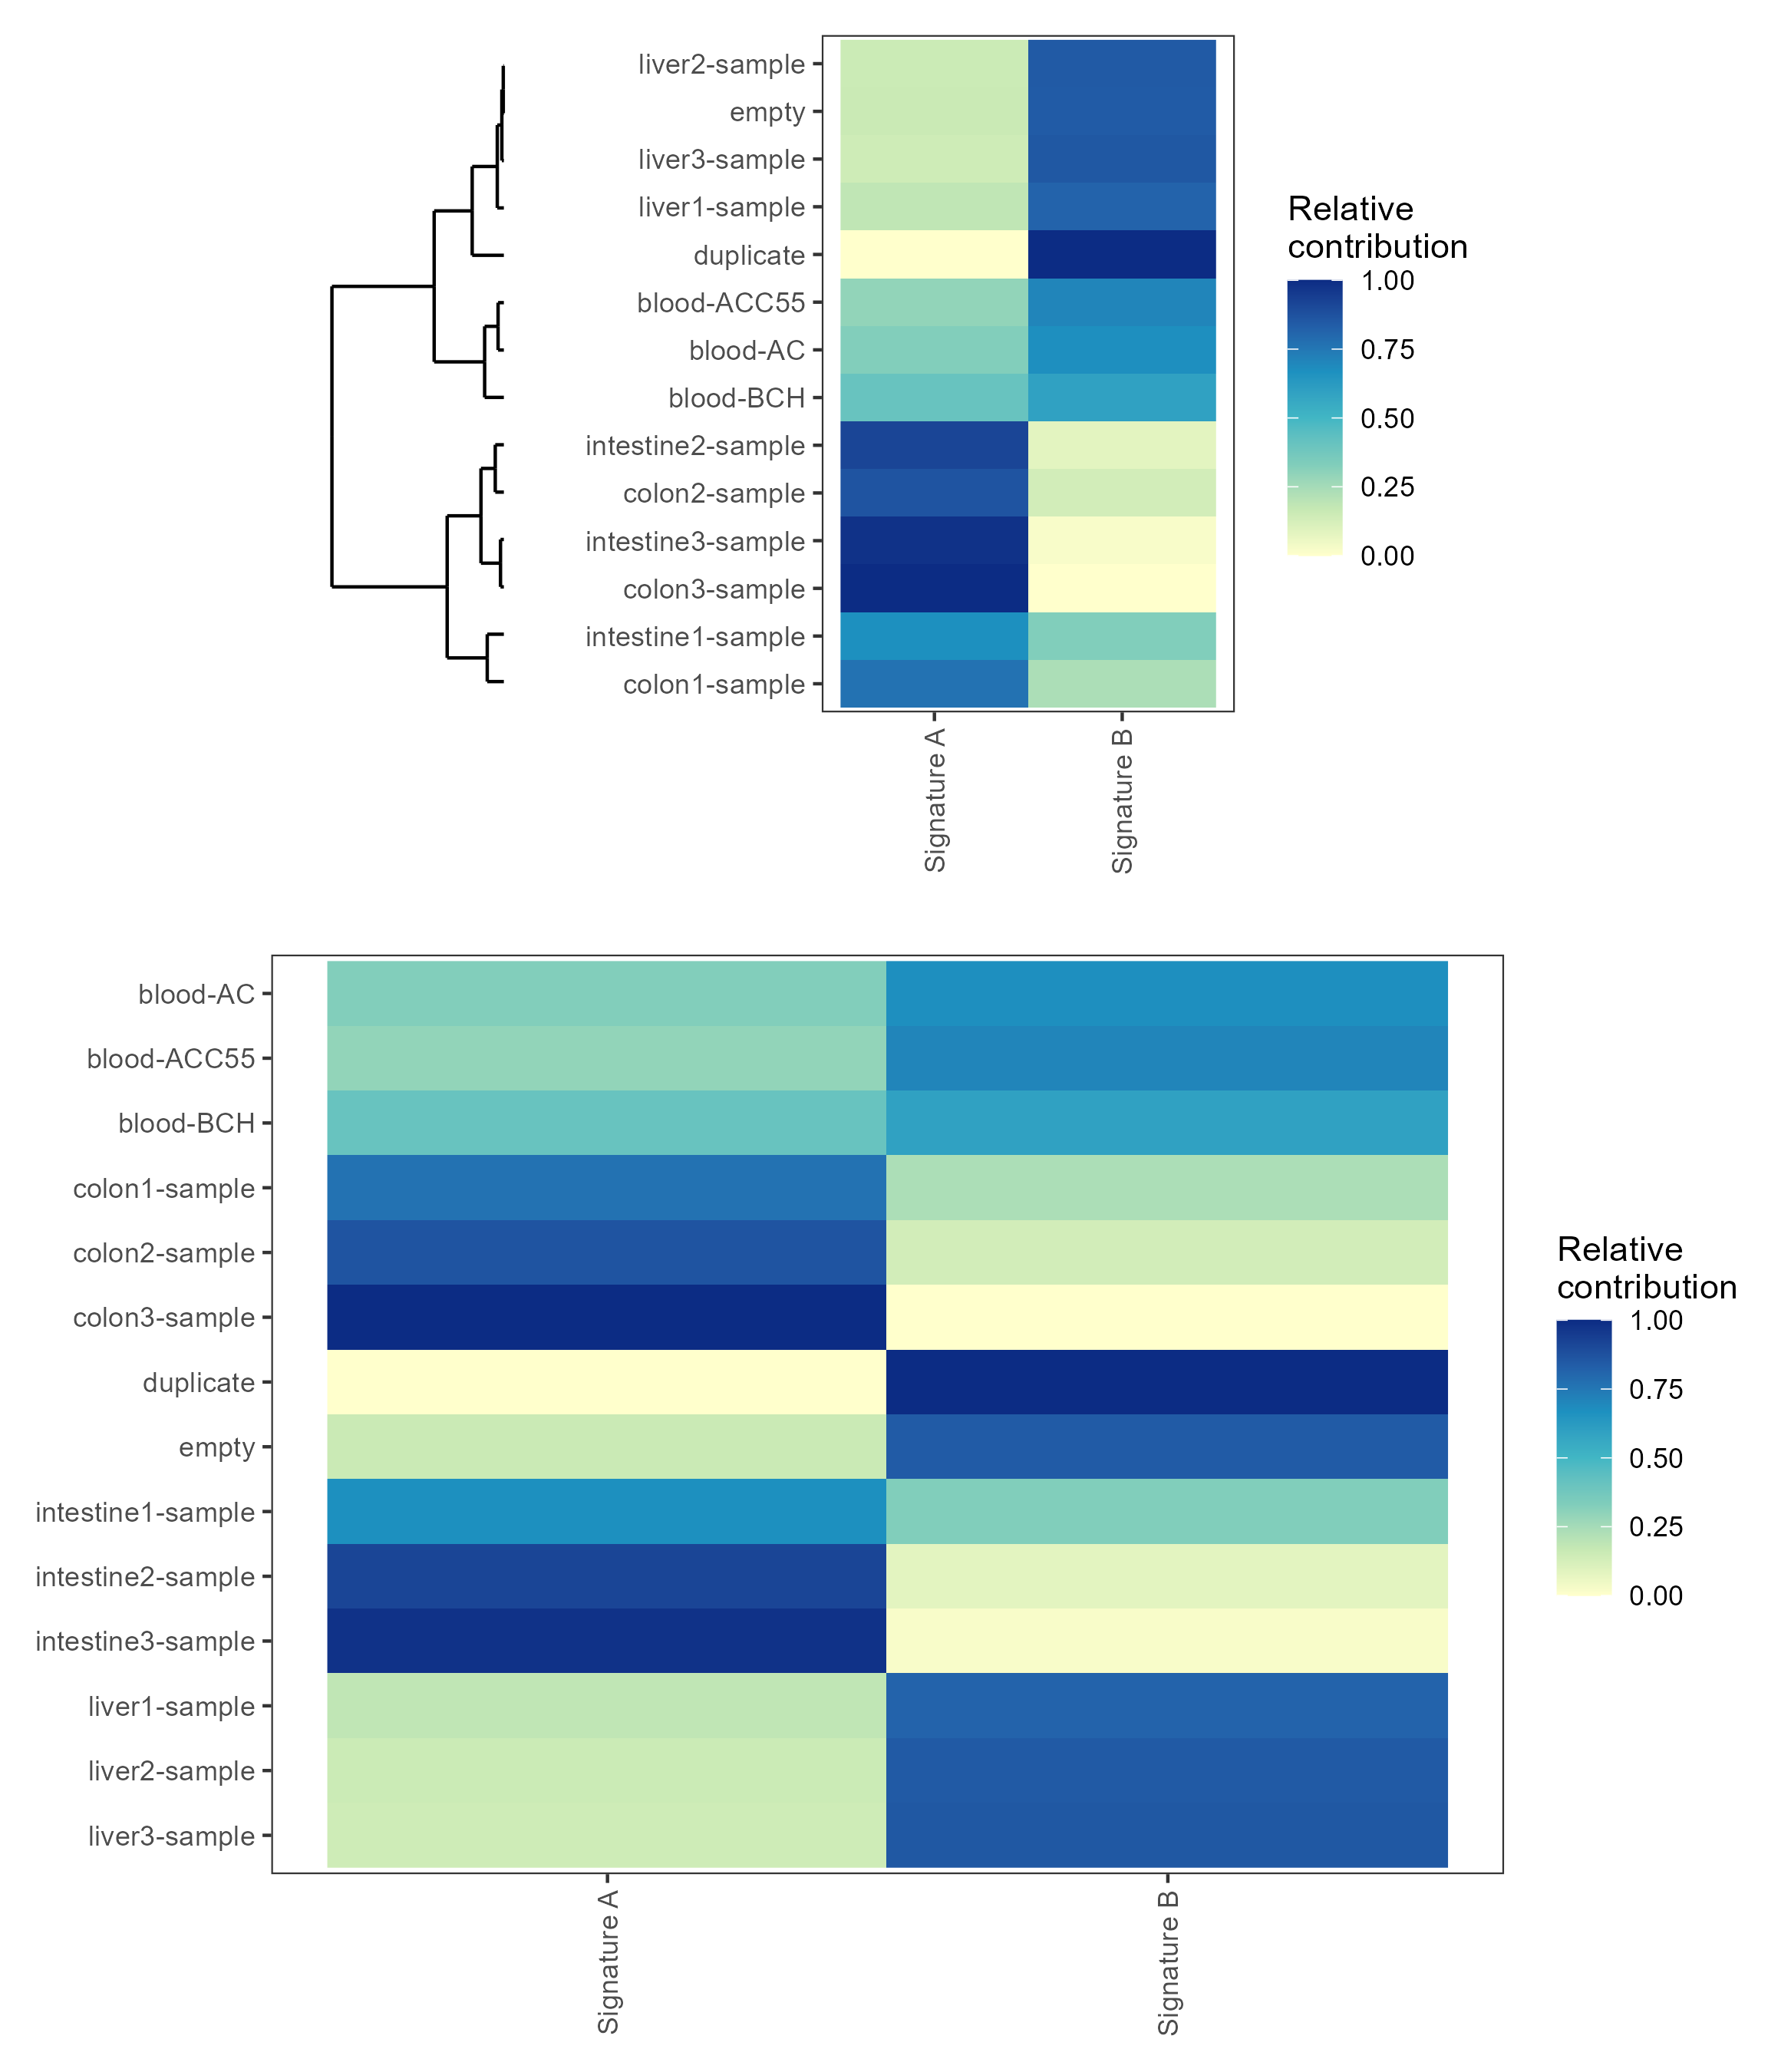 liver2-sample
empty
liver3-sample
liver1-sample
duplicate
blood-ACC55
blood-AC
blood-BCH
intestine2-sample
colon2-sample
intestine3-sample
colon3-sample
intestine1-sample
colon1-sample
Signature A
Signature B
Relative
contribution
1.00
0.75
0.50
0.25
0.00
blood-AC
blood-ACC55
blood-BCH
colon1-sample
colon2-sample
colon3-sample
duplicate
empty
intestine1-sample
intestine2-sample
intestine3-sample
liver1-sample
liver2-sample
liver3-sample
Signature A
Signature B
Relative
contribution
1.00
0.75
0.50
0.25
0.00